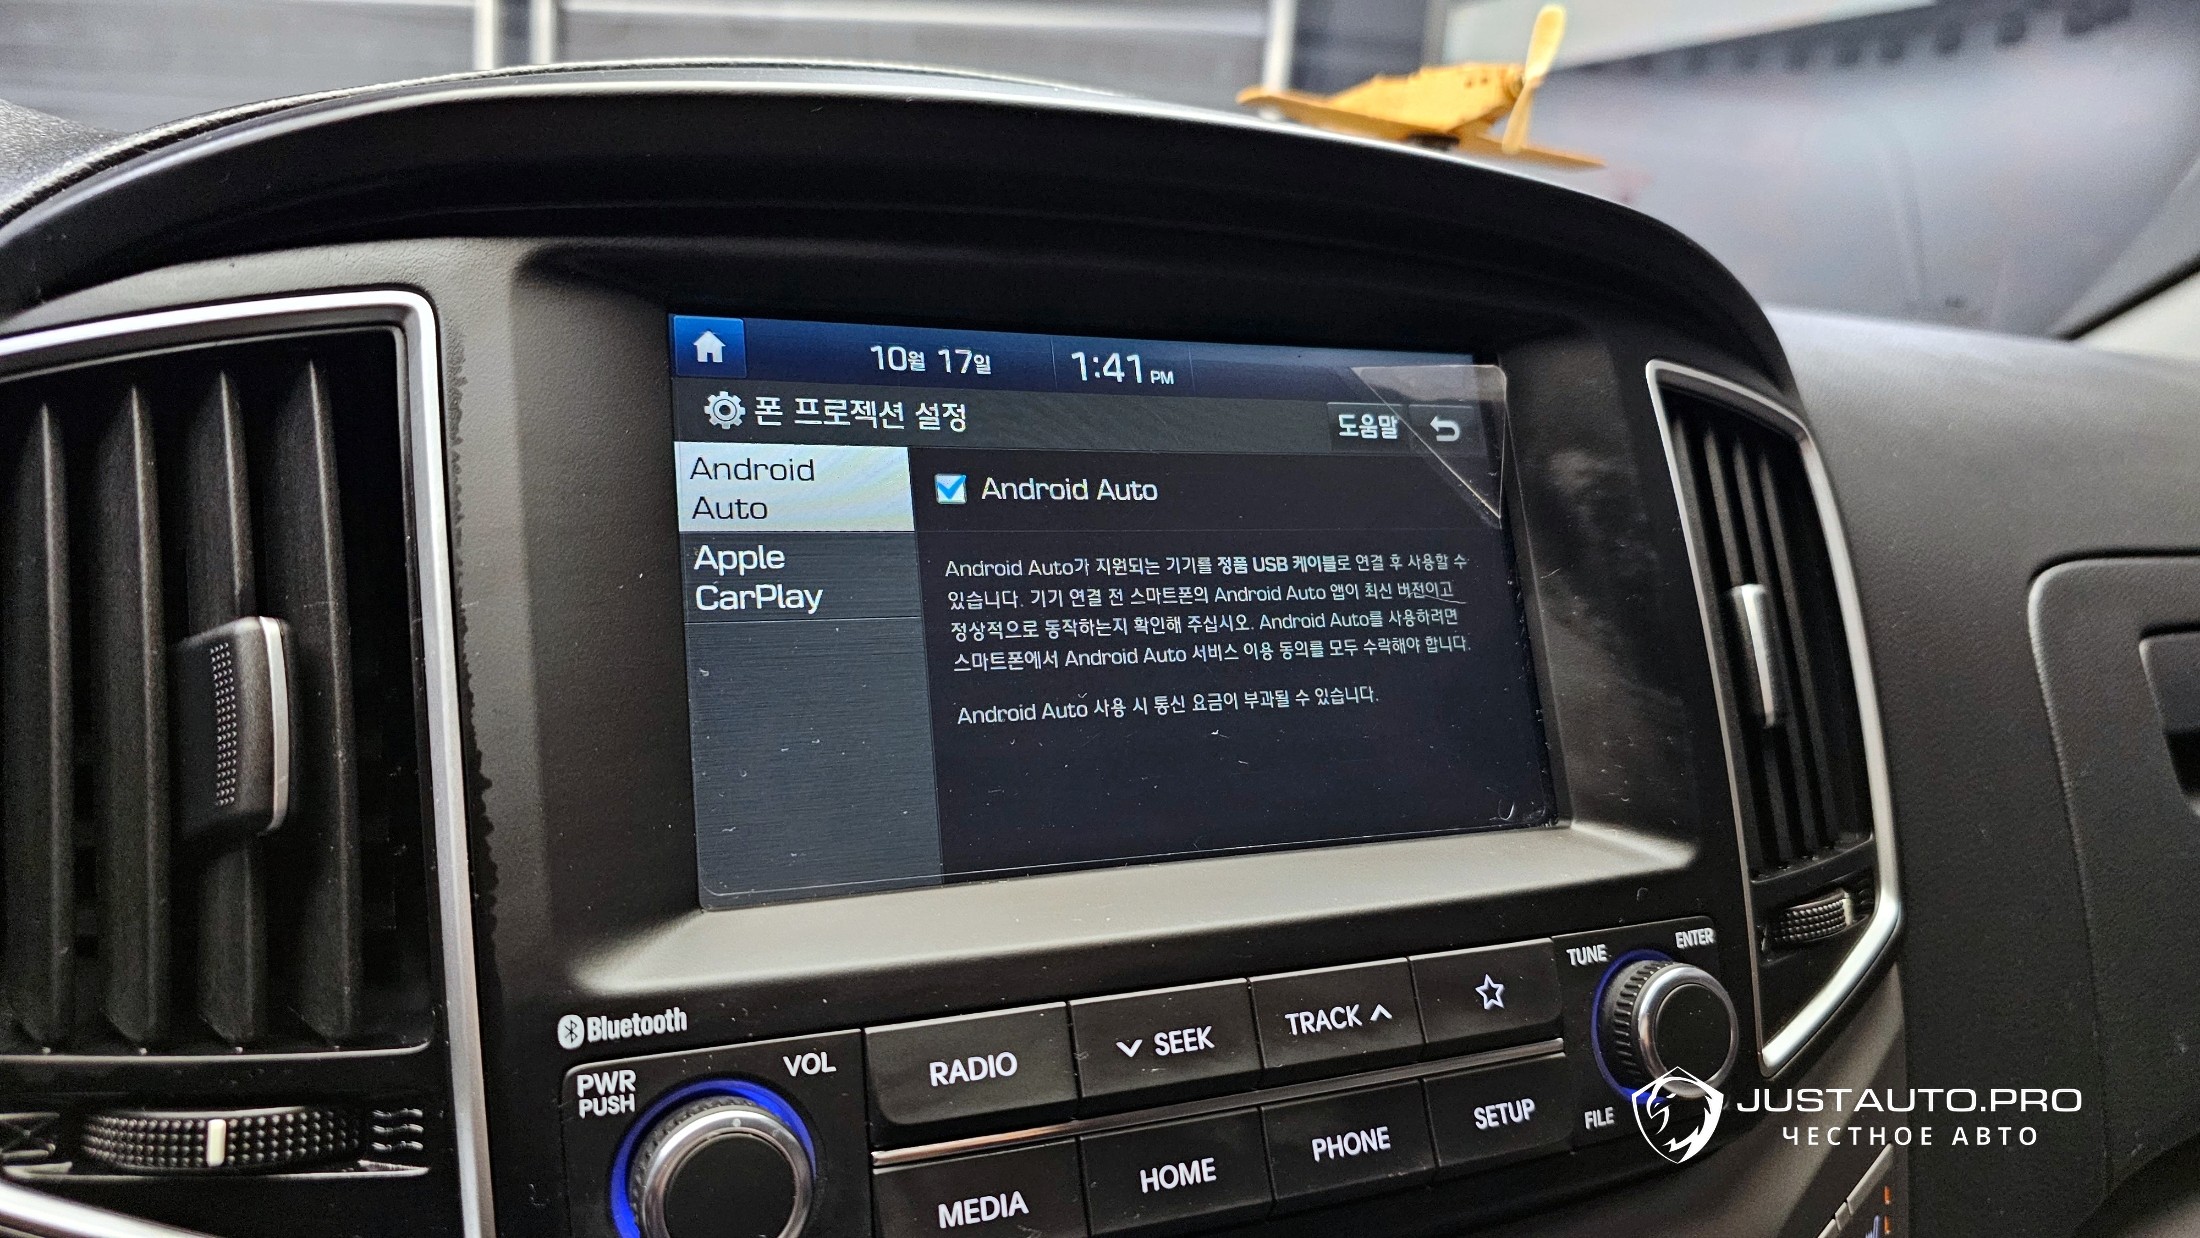 10월 17일 1:41 PM
폰 프로젝션 설정 도움말
Android
Auto
Apple
CarPlay
Android Auto
Android Auto가 지원되는 기기를 정품 USB 케이블로 연결 후 사용할 수
있습니다. 기기 연결 전 스마트폰의 Android Auto 앱이 최신 버전이고
정상적으로 동작하는지 확인해 주십시오. Android Auto를 사용하려면
스마트폰에서 Android Auto 서비스 이용 동의를 모두 수락해야 합니다.
Android Auto 사용 시 통신 요금이 부과될 수 있습니다.
Bluetooth
PWR
PUSH
VOL
RADIO
SEEK
TRACK
TUNE
ENTER
MEDIA
HOME
PHONE
SETUP
FILE
JUSTAUTO.PRO
ЧЕСТНОЕ АВТО